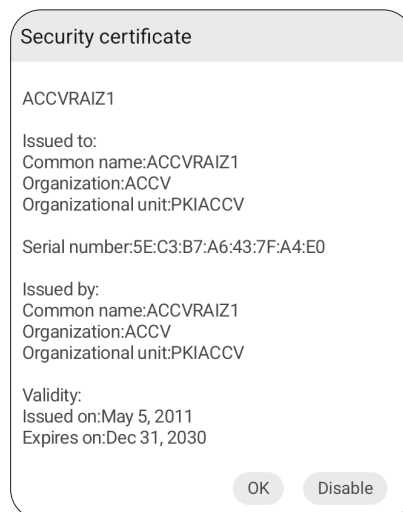 Security certificate
ACCVRAIZ1
Issued to:
Common name:ACCVRAIZ1
Organization:ACCV
Organizational unit:PKIACCV
Serial number:5E:C3:B7:A6:43:7F:A4:E0
Issued by:
Common name:ACCVRAIZ1
Organization:ACCV
Organizational unit:PKIACCV
Validity:
Issued on:May 5, 2011
Expires on:Dec 31, 2030
OK Disable